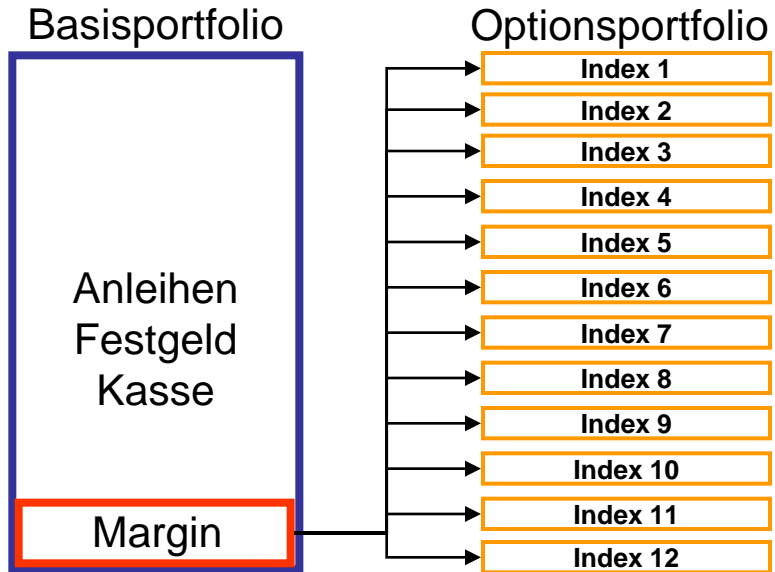 Basisportfolio
Optionsportfolio
Anleihen
Festgeld
Kasse
Margin
Index 1
Index 2
Index 3
Index 4
Index 5
Index 6
Index 7
Index 8
Index 9
Index 10
Index 11
Index 12